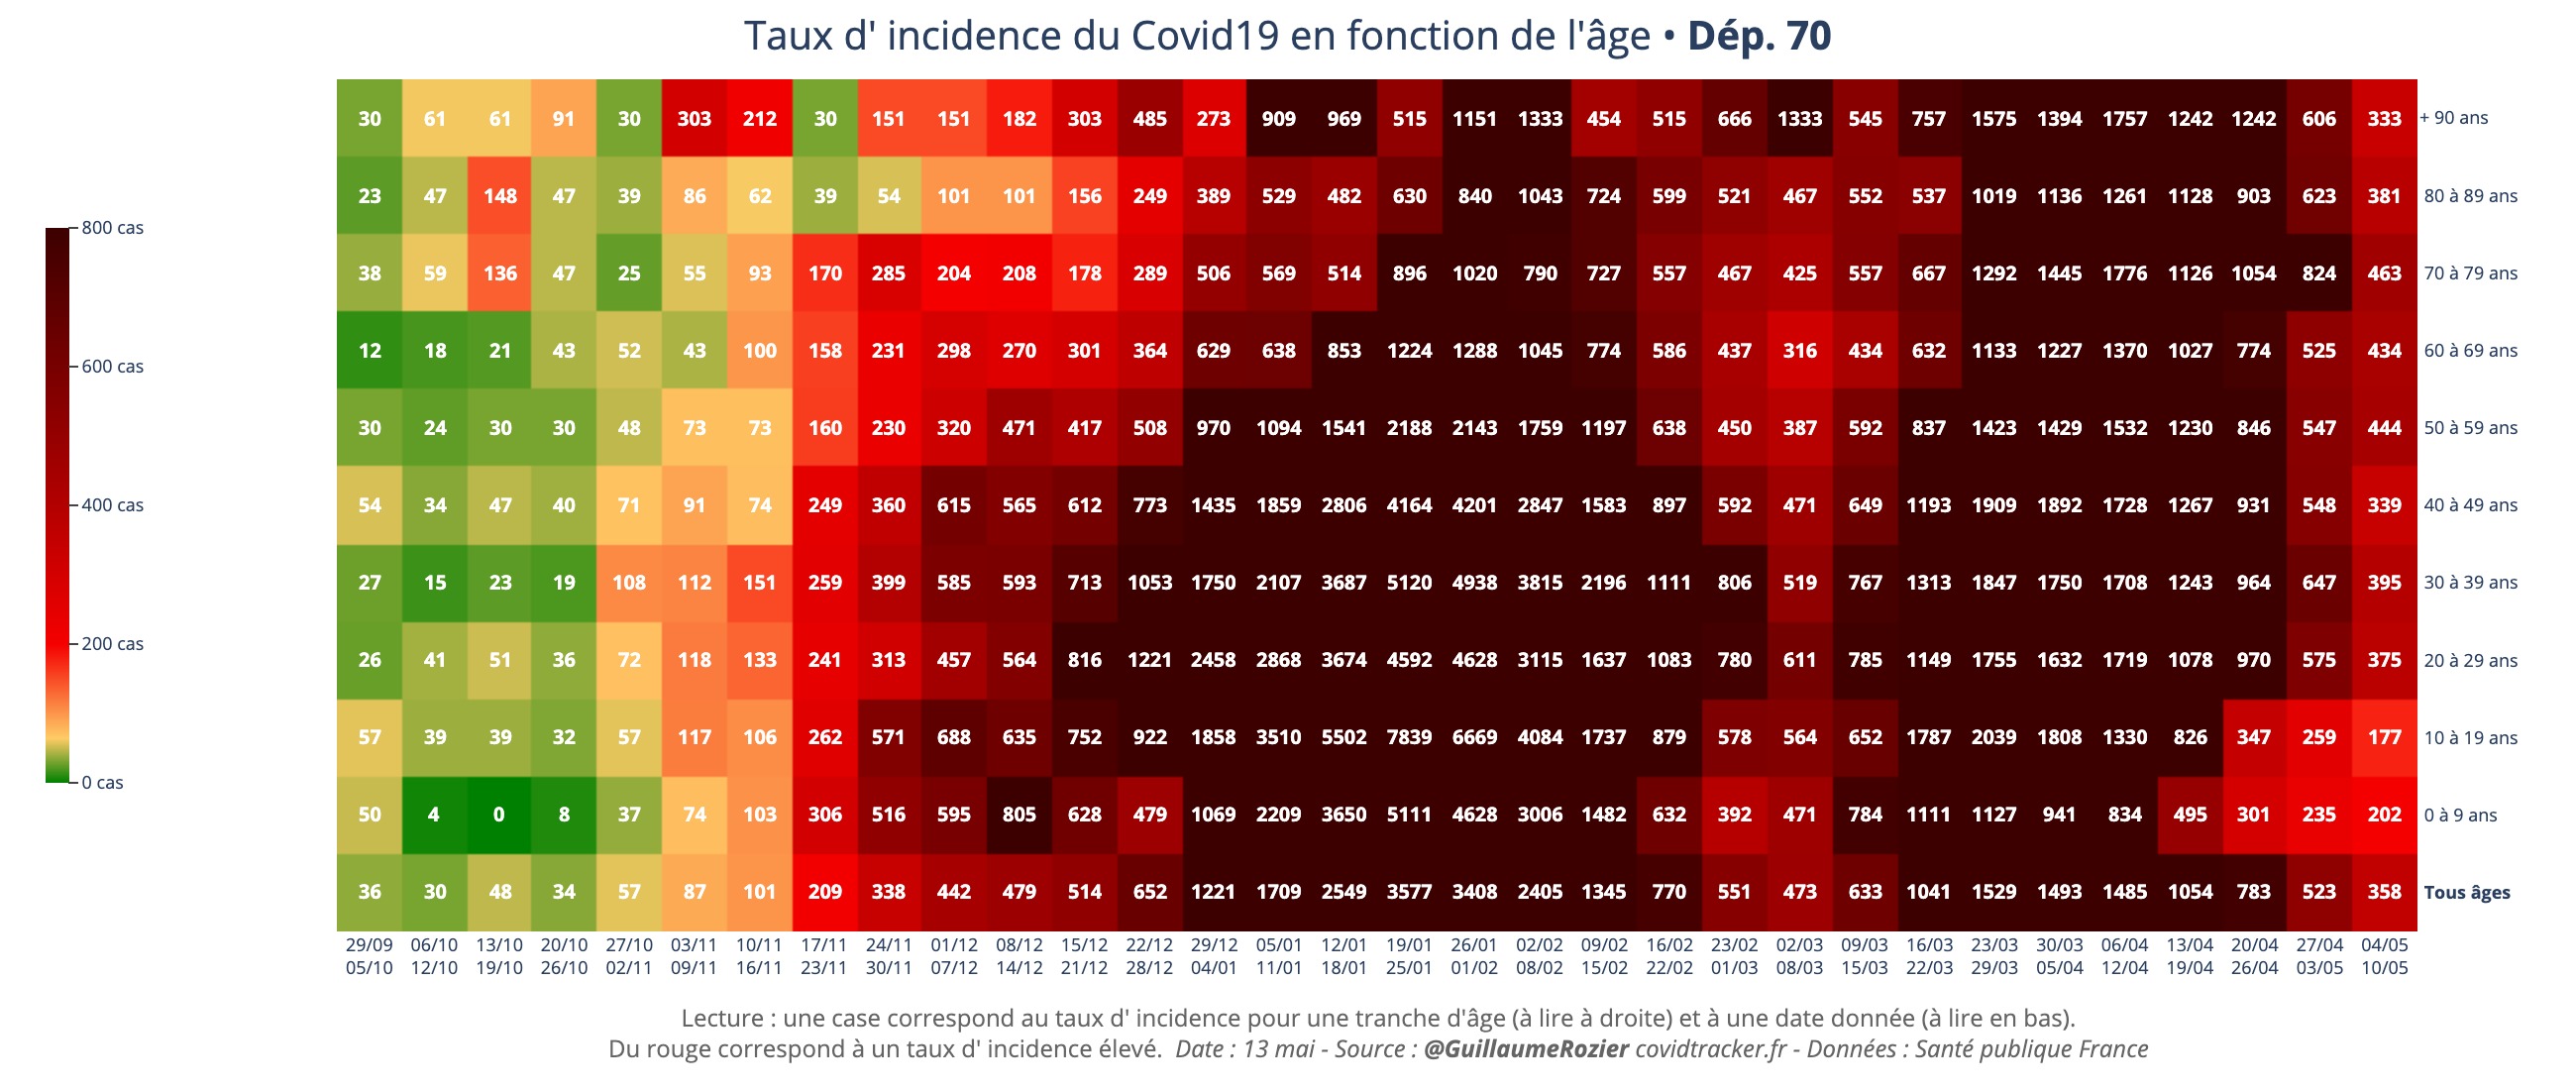 Taux d' incidence du Covid19 en fonction de l'âge • Dép. 70
800 cas
600 cas
400 cas
200 cas
0 cas
30 61 61 91 30 303 212 30 151 151 182 303 485 273 909 969 515 1151 1333 454 515 666 1333 545 757 1575 1394 1757 1242 1242 606 333 + 90 ans
23 47 148 47 39 86 62 39 54 101 101 156 249 389 529 482 630 840 1043 724 599 521 467 552 537 1019 1136 1261 1128 903 623 381 80 à 89 ans
38 59 136 47 25 55 93 170 285 204 208 178 289 506 569 514 896 1020 790 727 557 467 425 557 667 1292 1445 1776 1126 1054 824 463 70 à 79 ans
12 18 21 43 52 43 100 158 231 298 270 301 364 629 638 853 1224 1288 1045 774 586 437 316 434 632 1133 1227 1370 1027 774 525 434 60 à 69 ans
30 24 30 30 48 73 73 160 230 320 471 417 508 970 1094 1541 2188 2143 1759 1197 638 450 387 592 837 1423 1429 1532 1230 846 547 444 50 à 59 ans
54 34 47 40 71 91 74 249 360 615 565 612 773 1435 1859 2806 4164 4201 2847 1583 897 592 471 649 1193 1909 1892 1728 1267 931 548 339 40 à 49 ans
27 15 23 19 108 112 151 259 399 585 593 713 1053 1750 2107 3687 5120 4938 3815 2196 1111 806 519 767 1313 1847 1750 1708 1243 964 647 395 30 à 39 ans
26 41 51 36 72 118 133 241 313 457 564 816 1221 2458 2868 3674 4592 4628 3115 1637 1083 780 611 785 1149 1755 1632 1719 1078 970 575 375 20 à 29 ans
57 39 39 32 57 117 106 262 571 688 635 752 922 1858 3510 5502 7839 6669 4084 1737 879 578 564 652 1787 2039 1808 1330 826 347 259 177 10 à 19 ans
50 4 0 8 37 74 103 306 516 595 805 628 479 1069 2209 3650 5111 4628 3006 1482 632 392 471 784 1111 1127 941 834 495 301 235 202 0 à 9 ans
36 30 48 34 57 87 101 209 338 442 479 514 652 1221 1709 2549 3577 3408 2405 1345 770 551 473 633 1041 1529 1493 1485 1054 783 523 358 Tous âges
29/09 06/10 13/10 20/10 27/10 03/11 10/11 17/11 24/11 01/12 08/12 15/12 22/12 29/12 05/01 12/01 19/01 26/01 02/02 09/02 16/02 23/02 02/03 09/03 16/03 23/03 30/03 06/04 13/04 20/04 27/04 04/05
05/10 12/10 19/10 26/10 02/11 09/11 16/11 23/11 30/11 07/12 14/12 21/12 28/12 04/01 11/01 18/01 25/01 01/02 08/02 15/02 22/02 01/03 08/03 15/03 22/03 29/03 05/04 12/04 19/04 26/04 03/05 10/05
Lecture : une case correspond au taux d' incidence pour une tranche d'âge (à lire à droite) et à une date donnée (à lire en bas).
Du rouge correspond à un taux d' incidence élevé. Date : 13 mai - Source : @GuillaumeRozier covidtracker.fr - Données : Santé publique France